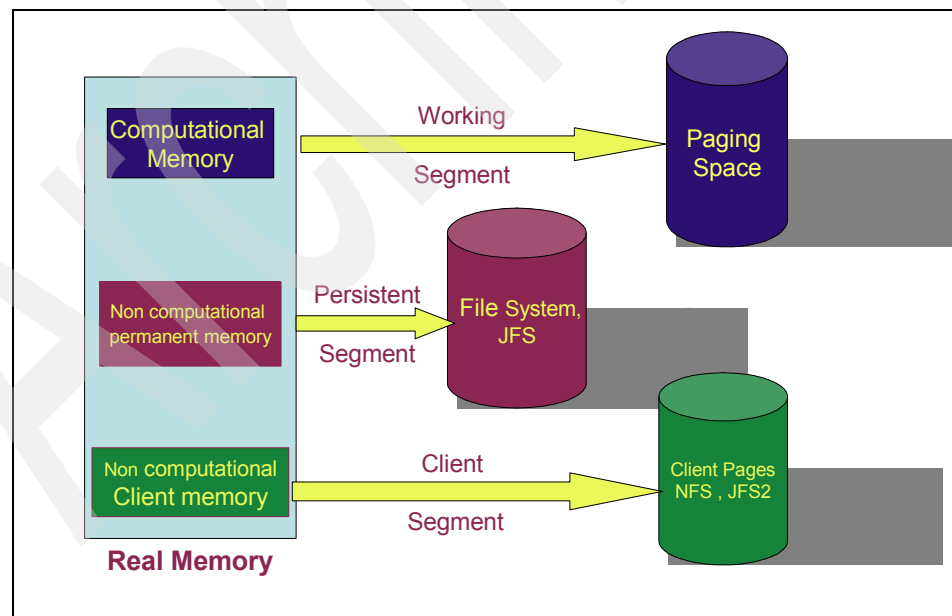 Computational
Memory
Working
Segment
Paging
Space
Non computational
permanent memory
Persistent
Segment
File System,
JFS
Non computational
Client memory
Client
Segment
Client Pages
NFS , JFS2
Real Memory